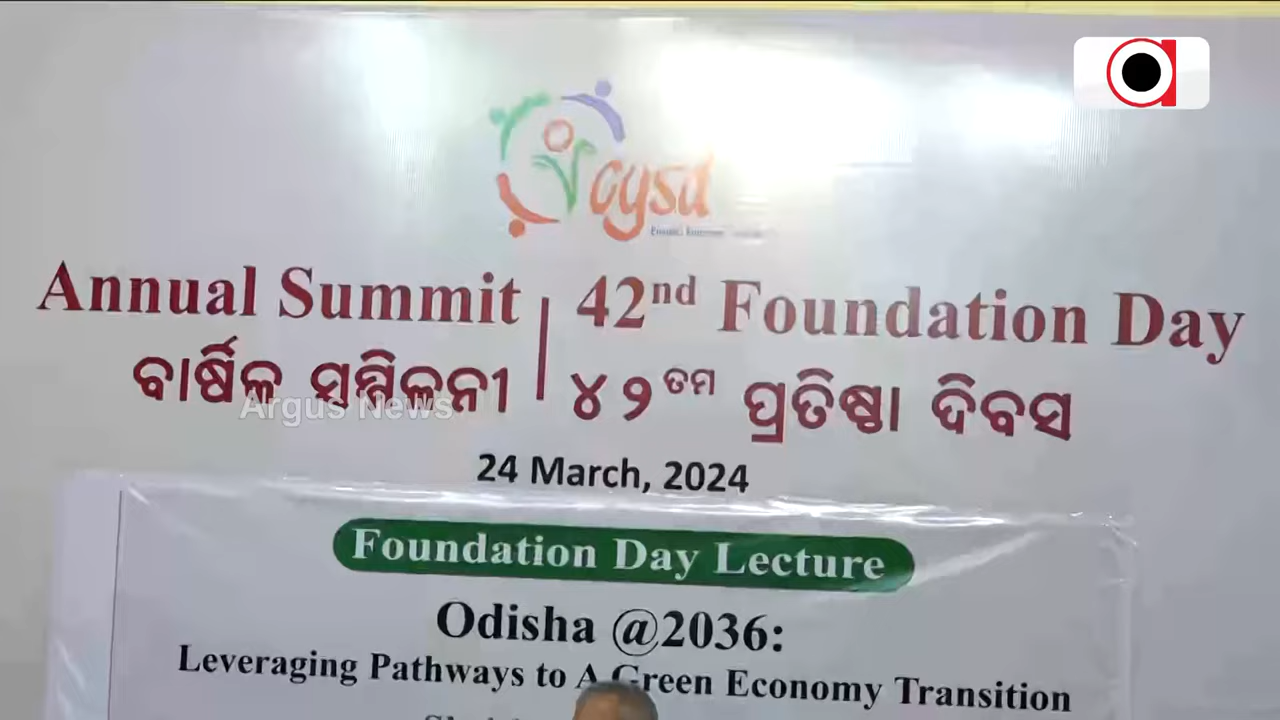 cysd
Annual Summit | 42nd Foundation Day
ବାର୍ଷିକ ସମ୍ମିଳନୀ | ୪୨ତମ ପ୍ରତିଷ୍ଠା ଦିବସ
Argus News
24 March, 2024
Foundation Day Lecture
Odisha @2036:
Leveraging Pathways to A Green Economy Transition